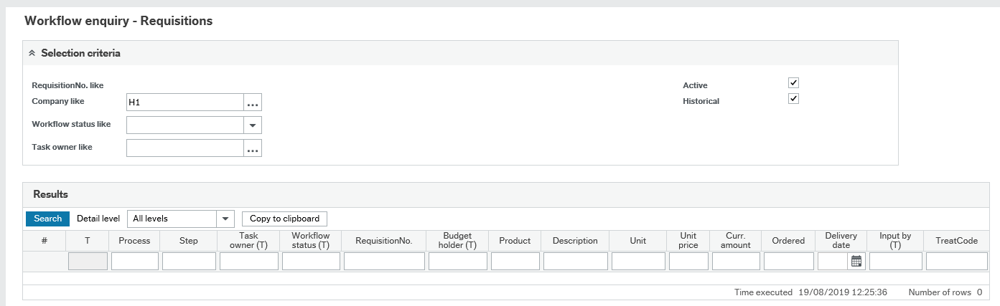 Workflow enquiry - Requisitions
Selection criteria
RequisitionNo. like
Active
Company like
H1
...
Historical
Workflow status like
Task owner like
...
Results
Search
Detail level
All levels
Copy to clipboard
#
T
Process
Step
Task
owner (T)
Workflow
status (T)
RequisitionNo.
Budget
holder (T)
Product
Description
Unit
Unit
price
Curr.
amount
Ordered
Delivery
date
Input by
(T)
TreatCode
Time executed 19/08/2019 12:25:36 Number of rows 0